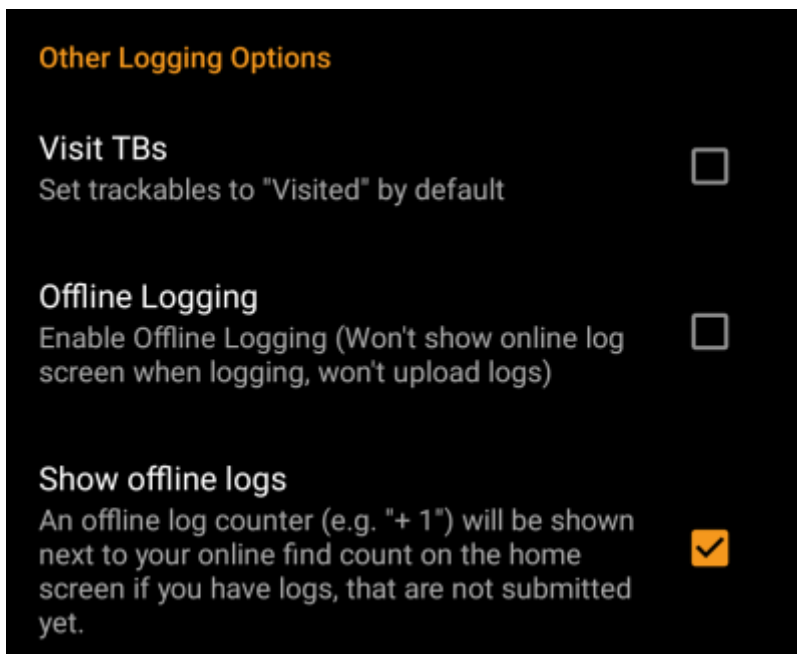 Other Logging Options
Visit TBs
Set trackables to "Visited" by default
Offline Logging
Enable Offline Logging (Won't show online log
screen when logging, won't upload logs)
Show offline logs
An offline log counter (e.g. "+ 1") will be shown
next to your online find count on the home
screen if you have logs, that are not submitted
yet.